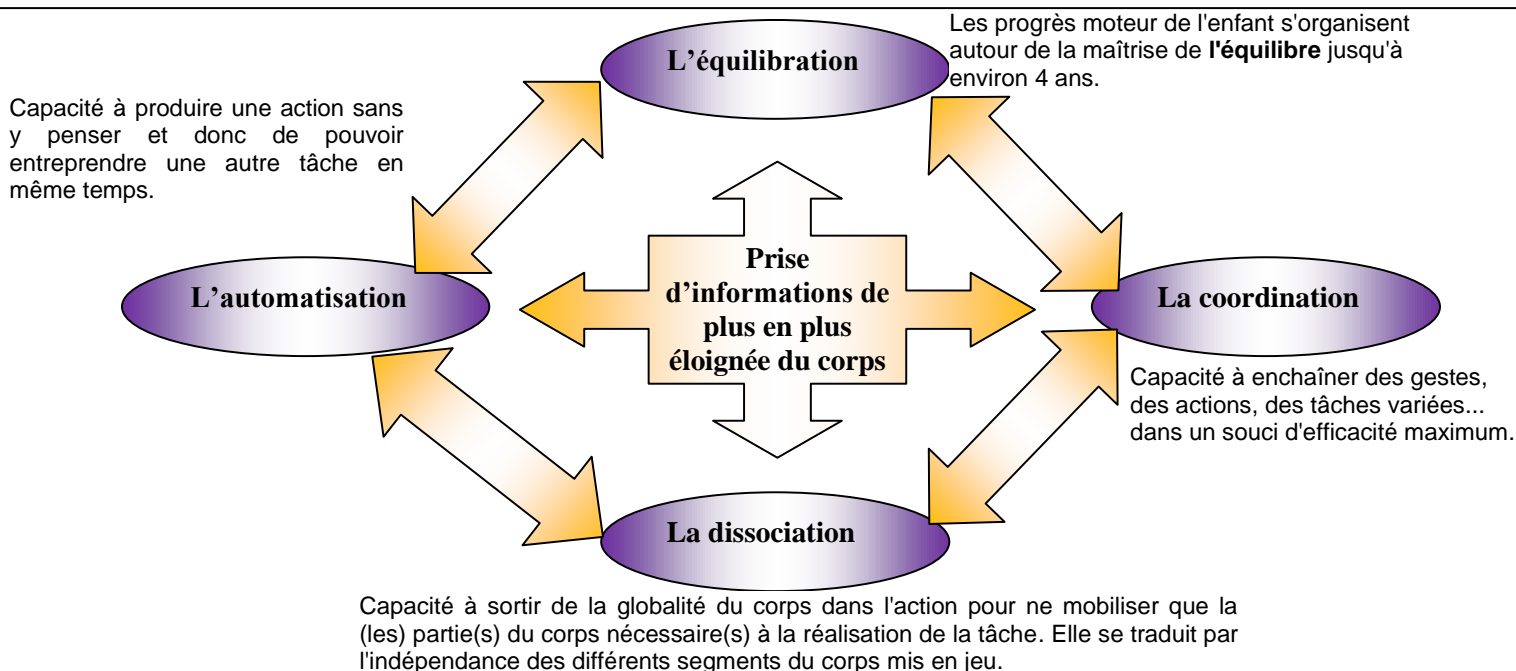 L’équilibration
Les progrès moteur de l'enfant s'organisent
autour de la maîtrise de l'équilibre jusqu'à
environ 4 ans.
Capacité à produire une action sans
y penser et donc de pouvoir
entreprendre une autre tâche en
même temps.
L’automatisation
Prise
d’informations de
plus en plus
éloignée du corps
La coordination
Capacité à enchaîner des gestes,
des actions, des tâches variées...
dans un souci d'efficacité maximum.
La dissociation
Capacité à sortir de la globalité du corps dans l'action pour ne mobiliser que la
(les) partie(s) du corps nécessaire(s) à la réalisation de la tâche. Elle se traduit par
l'indépendance des différents segments du corps mis en jeu.